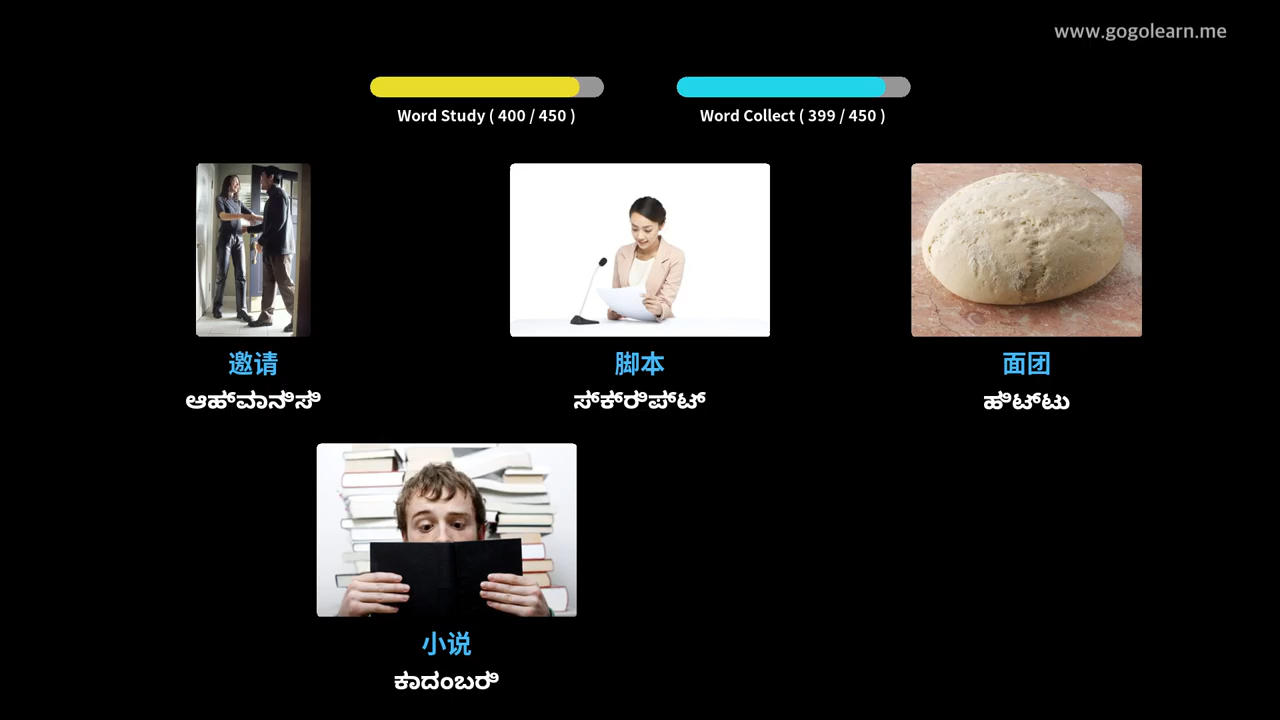 www.gogolearn.me
Word Study ( 400 / 450 )
Word Collect ( 399 / 450 )
邀请
ಆಹ್ವಾನಿಸಿ
脚本
ಸ್ಕ್ರಿಪ್ಟ್
面团
ಹಿಟ್ಟು
小说
ಕಾದಂಬರಿ